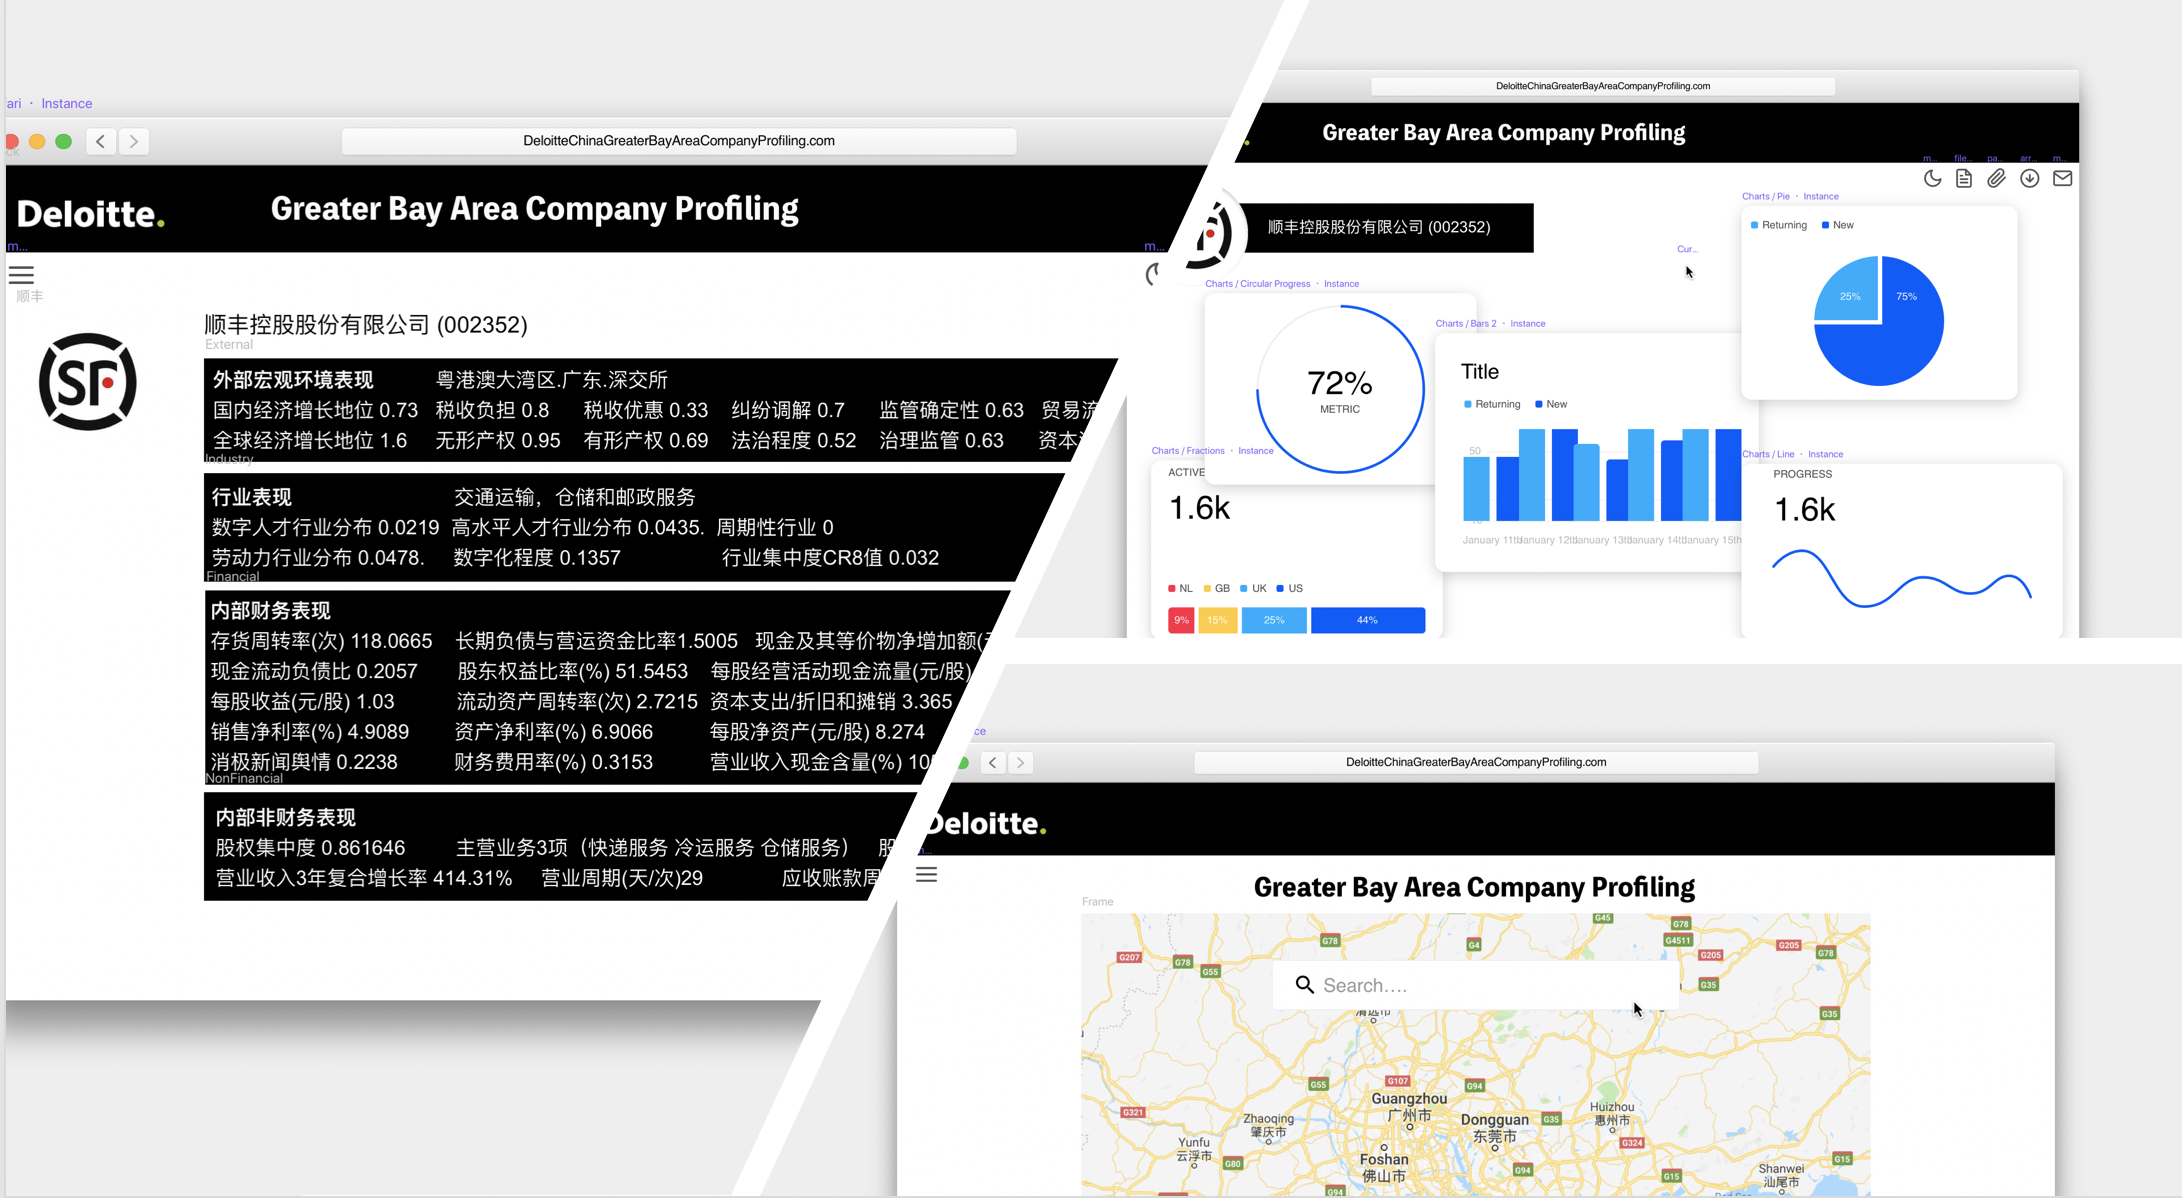 ari · Instance
DeloitteChinaGreaterBayAreaCompanyProfiling.com
Deloitte.
Greater Bay Area Company Profiling
m...
顺丰
SF
顺丰控股股份有限公司 (002352)
External
外部宏观环境表现 粤港澳大湾区.广东.深交所
国内经济增长地位 0.73 税收负担 0.8 税收优惠 0.33 纠纷调解 0.7 监管确定性 0.63 贸易流
全球经济增长地位 1.6 无形产权 0.95 有形产权 0.69 法治程度 0.52 治理监管 0.63 资本
Industry
行业表现 交通运输，仓储和邮政服务
数字人才行业分布 0.0219 高水平人才行业分布 0.0435. 周期性行业 0
劳动力行业分布 0.0478. 数字化程度 0.1357 行业集中度CR8值 0.032
Financial
内部财务表现
存货周转率(次) 118.0665 长期负债与营运资金比率1.5005 现金及其等价物净增加额(
现金流动负债比 0.2057 股东权益比率(%) 51.5453 每股经营活动现金流量(元/股)
每股收益(元/股) 1.03 流动资产周转率(次) 2.7215 资本支出/折旧和摊销 3.365
销售净利率(%) 4.9089 资产净利率(%) 6.9066 每股净资产(元/股) 8.274
消极新闻舆情 0.2238 财务费用率(%) 0.3153 营业收入现金含量(%) 10
NonFinancial
内部非财务表现
股权集中度 0.861646 主营业务3项（快递服务 冷运服务 仓储服务） 股
营业收入3年复合增长率 414.31% 营业周期(天/次)29 应收账款周
m...
DeloitteChinaGreaterBayAreaCompanyProfiling.com
Greater Bay Area Company Profiling
m... file... pa... arr... m...
顺丰控股股份有限公司 (002352)
Cur...
Charts / Pie · Instance
Returning New
25% 75%
Charts / Circular Progress · Instance
72%
METRIC
Charts / Bars 2 · Instance
Title
Returning New
50
January 11th January 12th January 13th January 14th January 15th
Charts / Fractions · Instance
ACTIVE
1.6k
NL GB UK US
9% 15% 25% 44%
Charts / Line · Instance
PROGRESS
1.6k
ce
DeloitteChinaGreaterBayAreaCompanyProfiling.com
Deloitte.
Greater Bay Area Company Profiling
Frame
G45
G78
G4511
G78
G4
G205
G205
G78
G207
G78
G55
G35
Search....
清远市
G35
G55
G107
G94
Guangzhou
广州市
G321
Zhaoqing
肇庆市
Dongguan
东莞市
G35
Huizhou
惠州市
G324
Yunfu
云浮市
G80
Foshan
佛山市
G94
G15
G15
Shanwei
汕尾市
G94